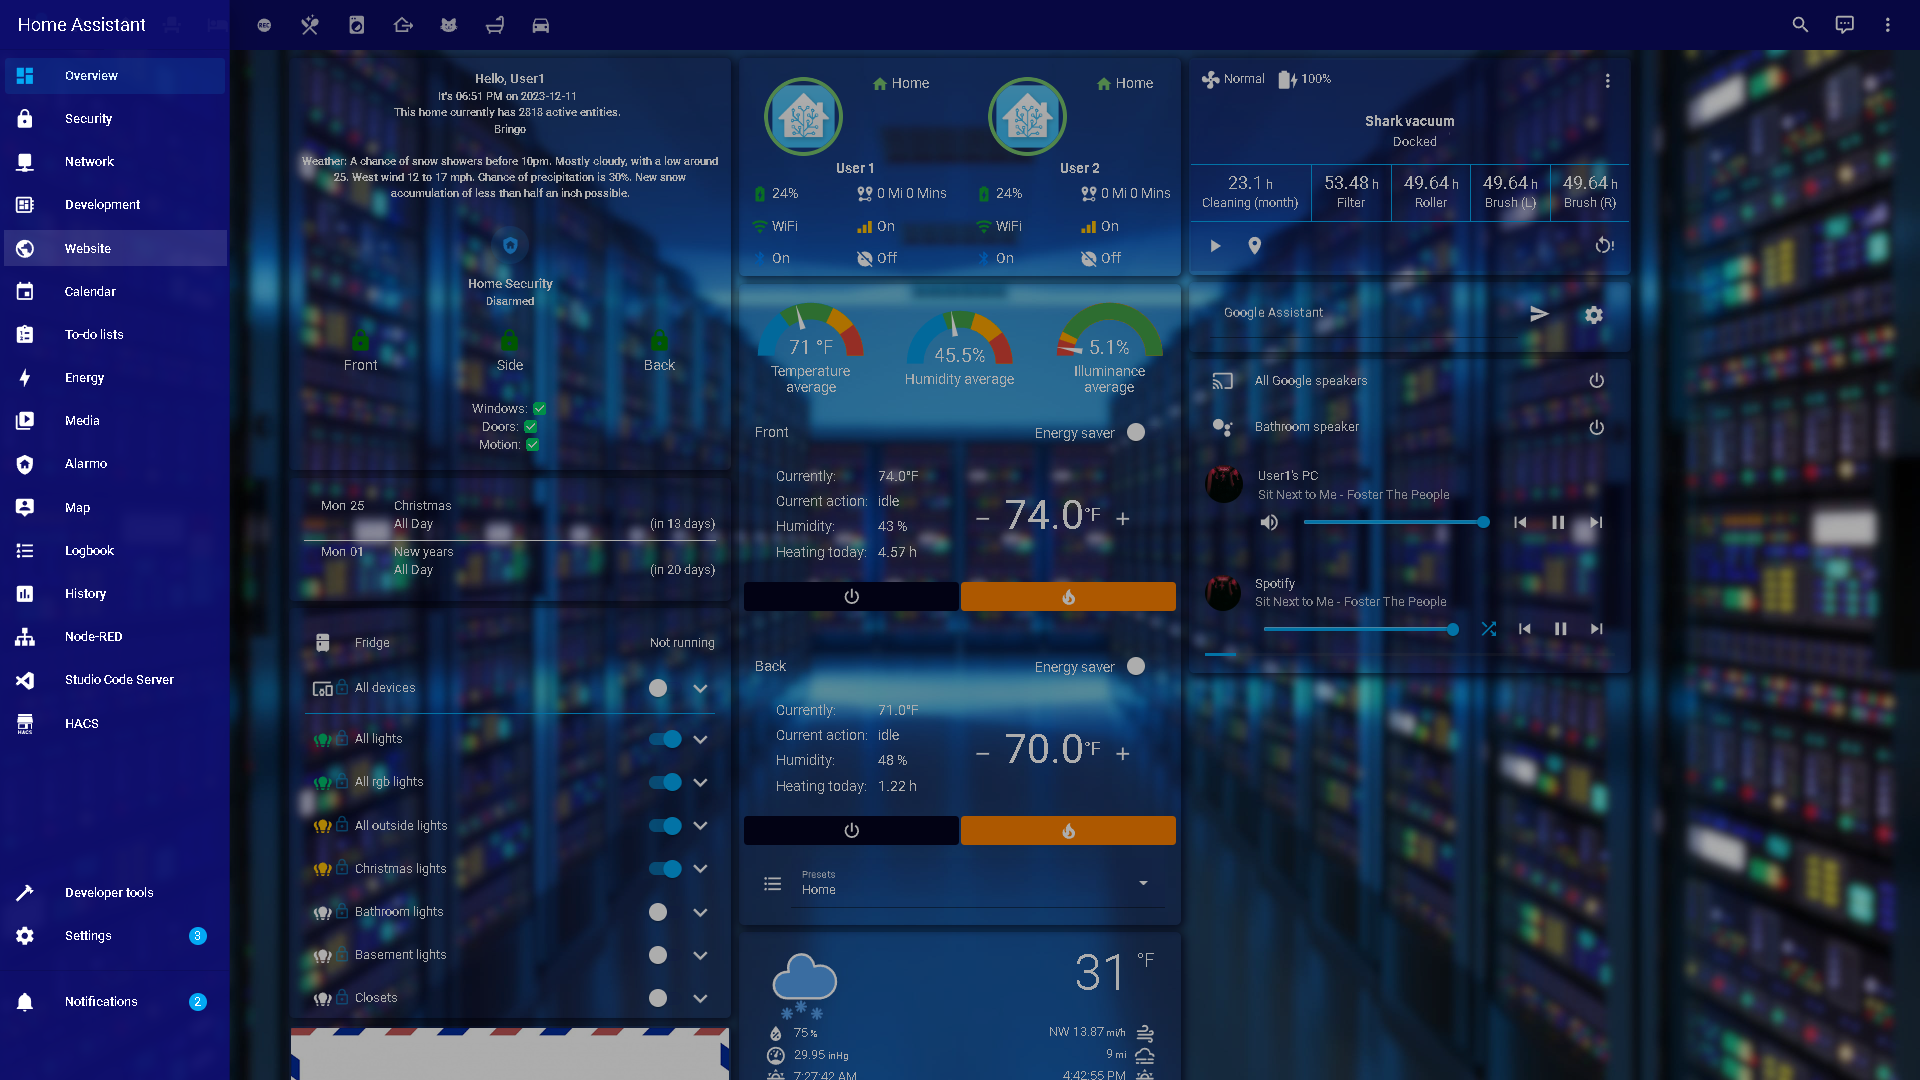 Home Assistant
Overview
Security
Network
Development
Website
Calendar
To-do lists
Energy
Media
Alarmo
Map
Logbook
History
Node-RED
Studio Code Server
HACS
Developer tools
Settings 3
Notifications 2
REC
Hello, User1
It's 06:51 PM on 2023-12-11
This home currently has 2818 active entities.
Bringo
Weather: A chance of snow showers before 10pm. Mostly cloudy, with a low around
25. West wind 12 to 17 mph. Chance of precipitation is 30%. New snow
accumulation of less than half an inch possible.
Home Security
Disarmed
Front Side Back
Windows:
Doors:
Motion:
Mon 25 Christmas
All Day (in 13 days)
Mon 01 New years
All Day (in 20 days)
Fridge Not running
All devices
All lights
All rgb lights
All outside lights
Christmas lights
Bathroom lights
Basement lights
Closets
Home Home
User 1 User 2
24% 0 Mi 0 Mins 24% 0 Mi 0 Mins
WiFi On WiFi On
On Off On Off
71 °F 45.5% 5.1%
Temperature average
Humidity average
Illuminance average
Front Energy saver
Currently: 74.0°F
Current action: idle
Humidity: 43 %
Heating today: 4.57 h
− 74.0°F +
Back Energy saver
Currently: 71.0°F
Current action: idle
Humidity: 48 %
Heating today: 1.22 h
− 70.0°F +
Presets
Home
31 °F
75 % NW 13.87 mi/h
29.95 inHg 9 mi
7:27:42 AM 4:42:55 PM
Normal 100%
Shark vacuum
Docked
23.1 h 53.48 h 49.64 h 49.64 h 49.64 h
Cleaning (month) Filter Roller Brush (L) Brush (R)
Google Assistant
All Google speakers
Bathroom speaker
User1's PC
Sit Next to Me - Foster The People
Spotify
Sit Next to Me - Foster The People